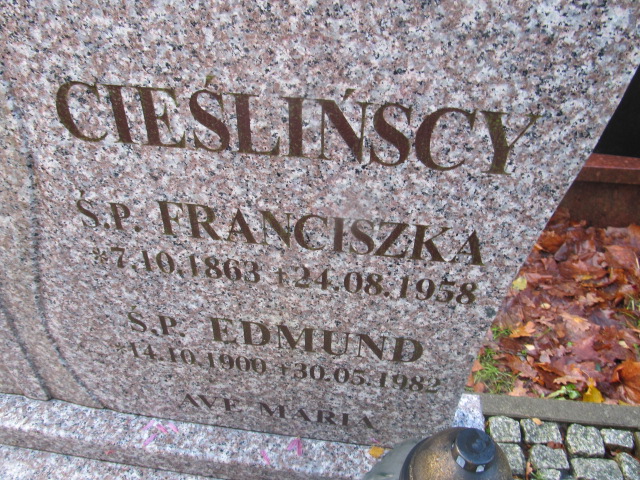 CIEŚLIŃSCY
Ś.P. FRANCISZKA
*7.10.1863 +24.08.1958
Ś.P. EDMUND
*14.10.1900 +30.05.1982
AVE MARIA